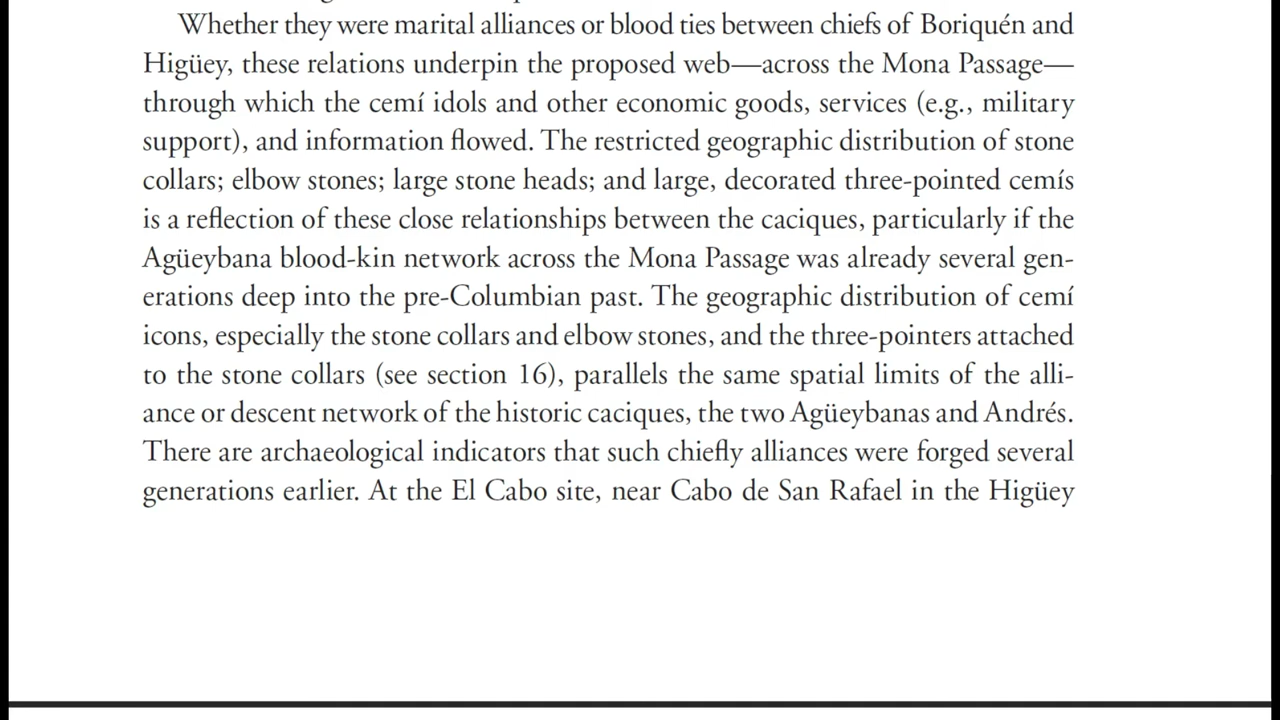 Whether they were marital alliances or blood ties between chiefs of Boriquén and
Higüey, these relations underpin the proposed web—across the Mona Passage—
through which the cemí idols and other economic goods, services (e.g., military
support), and information flowed. The restricted geographic distribution of stone
collars; elbow stones; large stone heads; and large, decorated three-pointed cemís
is a reflection of these close relationships between the caciques, particularly if the
Agüeybana blood-kin network across the Mona Passage was already several gen-
erations deep into the pre-Columbian past. The geographic distribution of cemí
icons, especially the stone collars and elbow stones, and the three-pointers attached
to the stone collars (see section 16), parallels the same spatial limits of the alli-
ance or descent network of the historic caciques, the two Agüeybanas and Andrés.
There are archaeological indicators that such chiefly alliances were forged several
generations earlier. At the El Cabo site, near Cabo de San Rafael in the Higüey